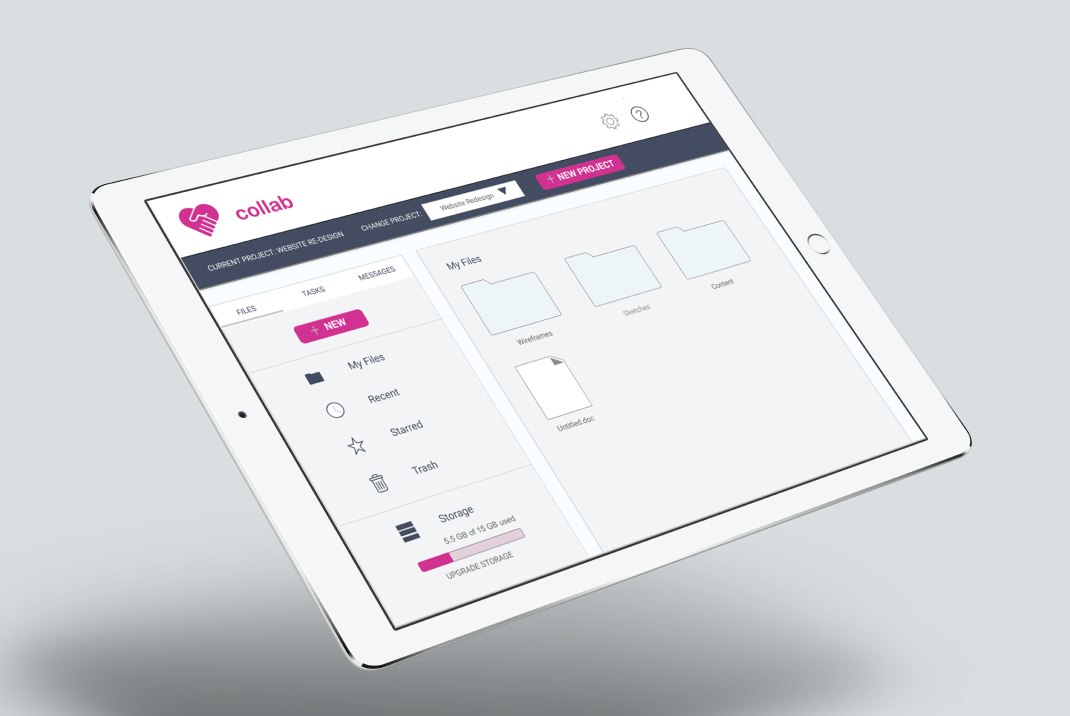 collab
CURRENT PROJECT: WEBSITE RE-DESIGN
CHANGE PROJECT:
Website Redesign
+ NEW PROJECT
?
FILES
TASKS
MESSAGES
+ NEW
My Files
Recent
Starred
Trash
Storage
5.5 GB of 15 GB used
UPGRADE STORAGE
My Files
Wireframes
Sketches
Content
Untitled.doc